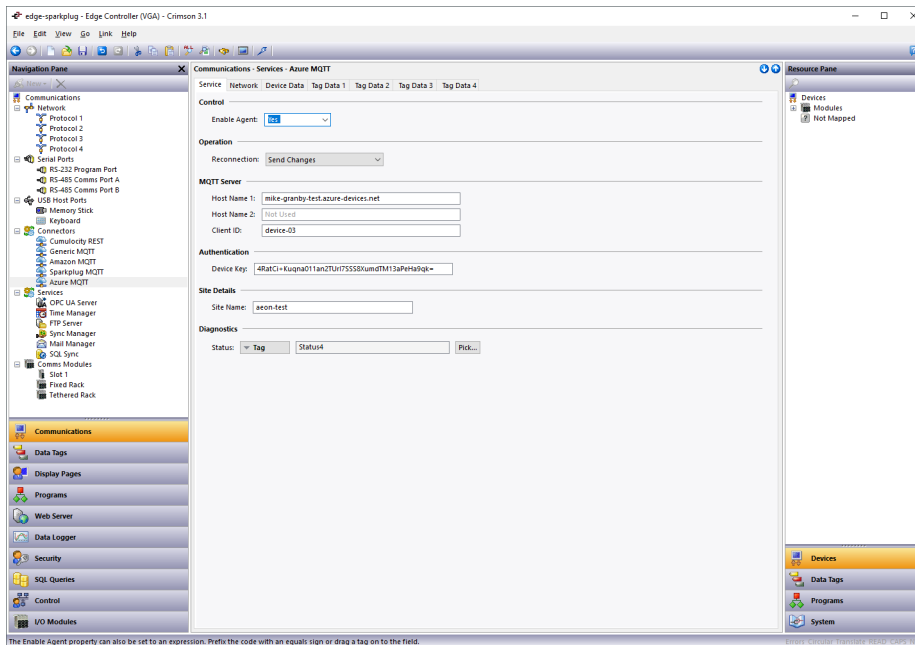 edge-sparkplug - Edge Controller (VGA) - Crimson 3.1
File Edit View Go Link Help
Navigation Pane
New
Communications
Network
Protocol 1
Protocol 2
Protocol 3
Protocol 4
Serial Ports
RS-232 Program Port
RS-485 Comms Port A
RS-485 Comms Port B
USB Host Ports
Memory Stick
Keyboard
Connectors
Cumulocity REST
Generic MQTT
Amazon MQTT
Sparkplug MQTT
Azure MQTT
Services
OPC UA Server
Time Manager
FTP Server
Sync Manager
Mail Manager
SQL Sync
Comms Modules
Slot 1
Fixed Rack
Tethered Rack
Communications
Data Tags
Display Pages
Programs
Web Server
Data Logger
Security
SQL Queries
Control
I/O Modules
Communications - Services - Azure MQTT
Service Network Device Data Tag Data 1 Tag Data 2 Tag Data 3 Tag Data 4
Control
Enable Agent: Yes
Operation
Reconnection: Send Changes
MQTT Server
Host Name 1: mike-granby-test.azure-devices.net
Host Name 2: Not Used
Client ID: device-03
Authentication
Device Key:
Site Details
Site Name: aeon-test
Diagnostics
Status: Tag Status4 Pick...
Resource Pane
Devices
Modules
Not Mapped
Devices
Data Tags
Programs
System
The Enable Agent property can also be set to an expression. Prefix the code with an equals sign or drag a tag on to the field.
Errors Circular Translate READ CAPS